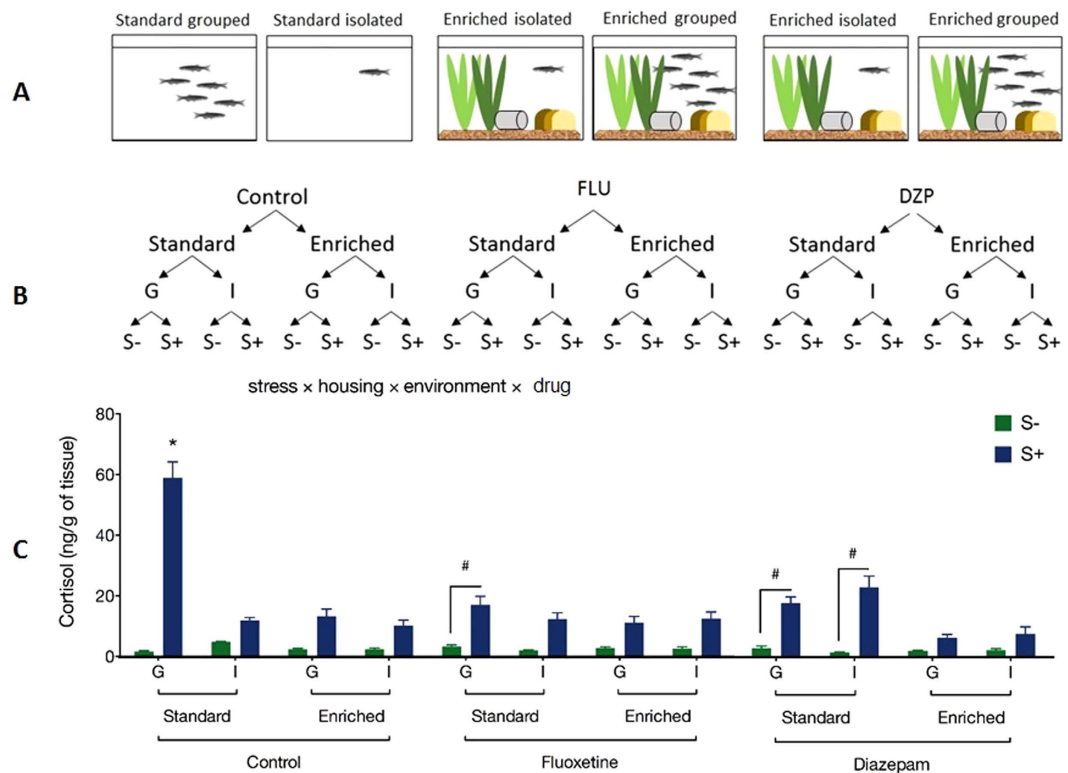 Standard grouped Standard isolated Enriched isolated Enriched grouped Enriched isolated Enriched grouped
A
Control FLU DZP
Standard Enriched Standard Enriched Standard Enriched
B
G I G I G I G I G I G I
S- S+ S- S+ S- S+ S- S+ S- S+ S- S+ S- S+ S- S+ S- S+ S- S+ S- S+ S- S+
stress × housing × environment × drug
C
Cortisol (ng/g of tissue)
80
60
40
20
0
S-
S+
*
#
#
#
G I G I G I G I G I G I
Standard Enriched Standard Enriched Standard Enriched
Control Fluoxetine Diazepam